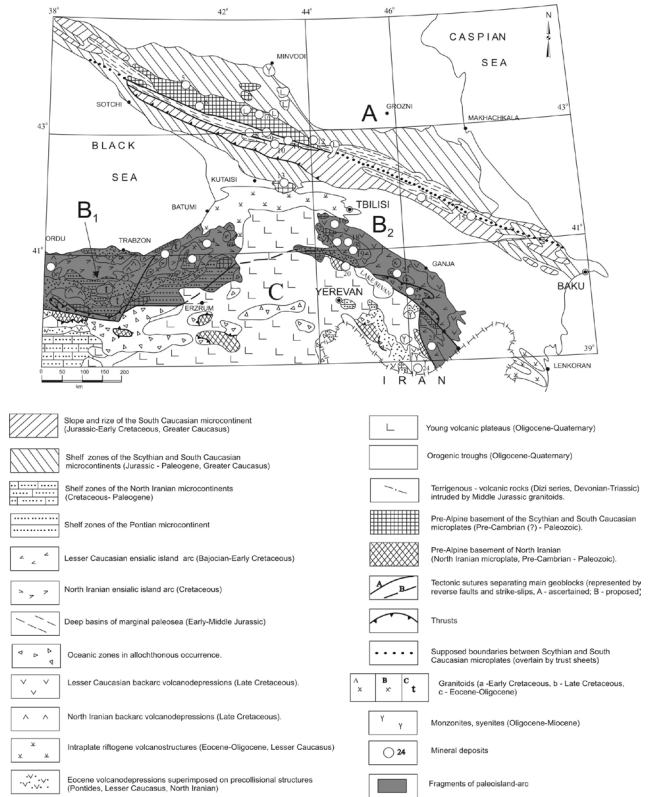 38°
42°
46°
N
CASPIAN
SEA
MINVODI
SOTCHI
A
GROZNI
43°
MAKHACHKALA
43°
BLACK
SEA
KUTAISI
BATUMI
TBILISI
B1
B2
ORDU
TRABZON
41°
41°
GANJA
C
LAKE SEVAN
YEREVAN
BAKU
ERZRUM
39°
LENKORAN
IRAN
0 50 100 150 200
km
Slope and rize of the South Caucasian microcontinent
(Jurassic-Early Cretaceous, Greater Caucasus)
Shelf zones of the Scythian and South Caucasian
microcontinents (Jurassic - Paleogene, Greater Caucasus)
Shelf zones of the North Iranian microcontinents
(Cretaceous- Paleogene)
Shelf zones of the Pontian microcontinent
Lesser Caucasian ensialic island arc (Bajocian-Early Cretaceous)
North Iranian ensialic island arc (Cretaceous)
Deep basins of marginal paleosea (Early-Middle Jurassic)
Oceanic zones in allochthonous occurrence.
Lesser Caucasian backarc volcanodepressions (Late Cretaceous).
North Iranian backarc volcanodepressions (Late Cretaceous).
Intraplate riftogene volcanostructures (Eocene-Oligocene, Lesser Caucasus)
Eocene volcanodepressions superimposed on precollisional structures
(Pontides, Lesser Caucasus, North Iranian)
Young volcanic plateaus (Oligocene-Quaternary)
Orogenic troughs (Oligocene-Quaternary)
Terrigenous - volcanic rocks (Dizi series, Devonian-Triassic)
intruded by Middle Jurassic granitoids.
Pre-Alpine basement of the Scythian and South Caucasian
microplates (Pre-Cambrian (?) - Paleozoic).
Pre-Alpine basement of North Iranian
(North Iranian microplate, Pre-Cambrian - Paleozoic).
A
B
Tectonic sutures separating main geoblocks (represented by
reverse faults and strike-slips, A - ascertained; B - proposed)
Thrusts
Supposed boundaries between Scythian and South
Caucasian microplates (overlain by trust sheets)
A B C
Granitoids (a -Early Cretaceous, b - Late Cretaceous,
c - Eocene-Oligocene)
Monzonites, syenites (Oligocene-Miocene)
24
Mineral deposits
Fragments of paleoisland-arc